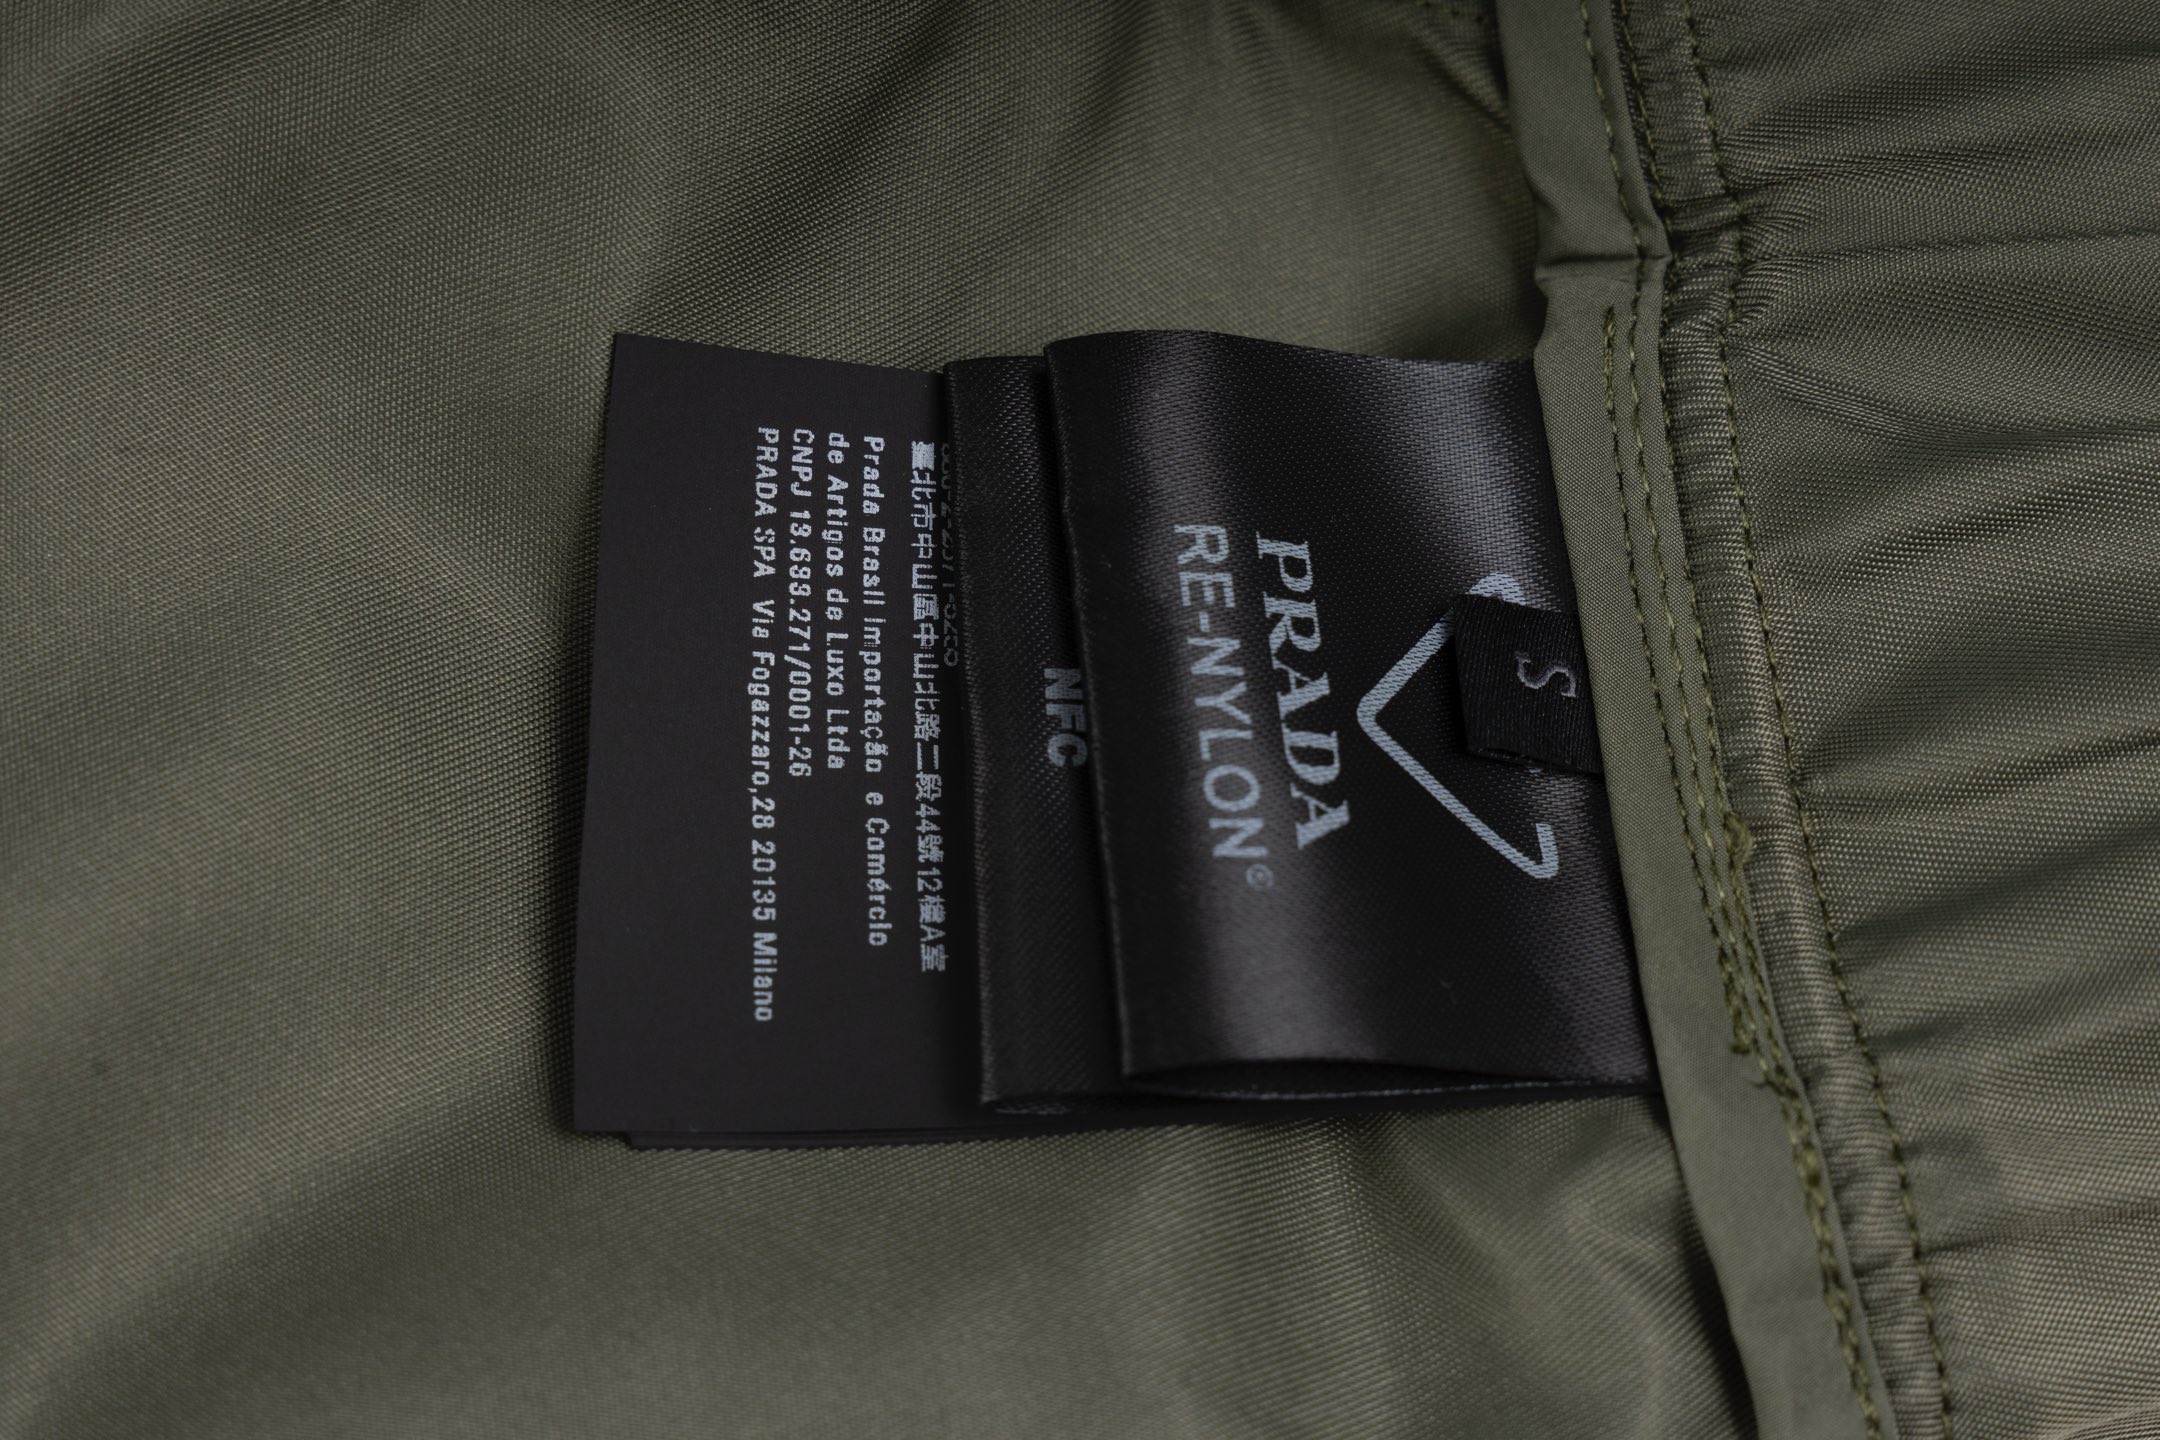 S
PRADA
RE-NYLON©
NFC
臺北市中山區中山北路二段44號12樓A室
Prada Brasil Importação e Comércio
de Artigos de Luxo Ltda
CNPJ 13.688.271/0001-26
PRADA SPA Via Fogazzaro,28 20135 Milano